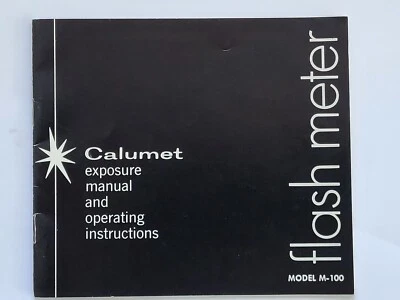 Calumet
exposure
manual
and
operating
instructions
flash meter
MODEL M-100